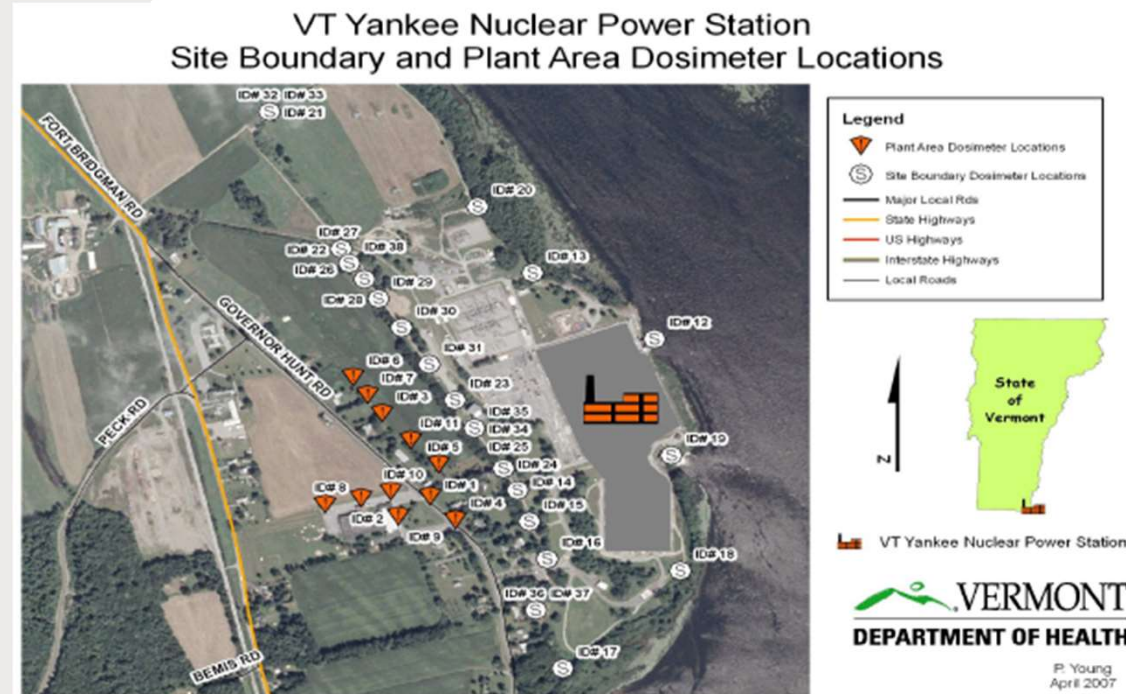 VT Yankee Nuclear Power Station
Site Boundary and Plant Area Dosimeter Locations
ID# 32 ID# 33
ID# 21
FORT BRIDGMAN RD
ID# 20
ID# 27
ID# 22
ID# 38
ID# 26
ID# 13
ID# 29
ID# 28
ID# 30
ID# 12
GOVERNOR HUNT RD
ID# 31
ID# 6
ID# 7
ID# 23
ID# 3
PECK RD
ID# 35
ID# 11
ID# 34
ID# 19
ID# 5
ID# 25
ID# 24
ID# 10
ID# 8
ID# 1
ID# 14
ID# 4
ID# 15
ID# 2
ID# 9
ID# 16
ID# 18
ID# 36 ID# 37
ID# 17
BEMIS RD
Legend
Plant Area Dosimeter Locations
S Site Boundary Dosimeter Locations
Major Local Rds
State Highways
US Highways
Interstate Highways
Local Roads
N
State
of
Vermont
VT Yankee Nuclear Power Station
VERMONT
DEPARTMENT OF HEALTH
P. Young
April 2007